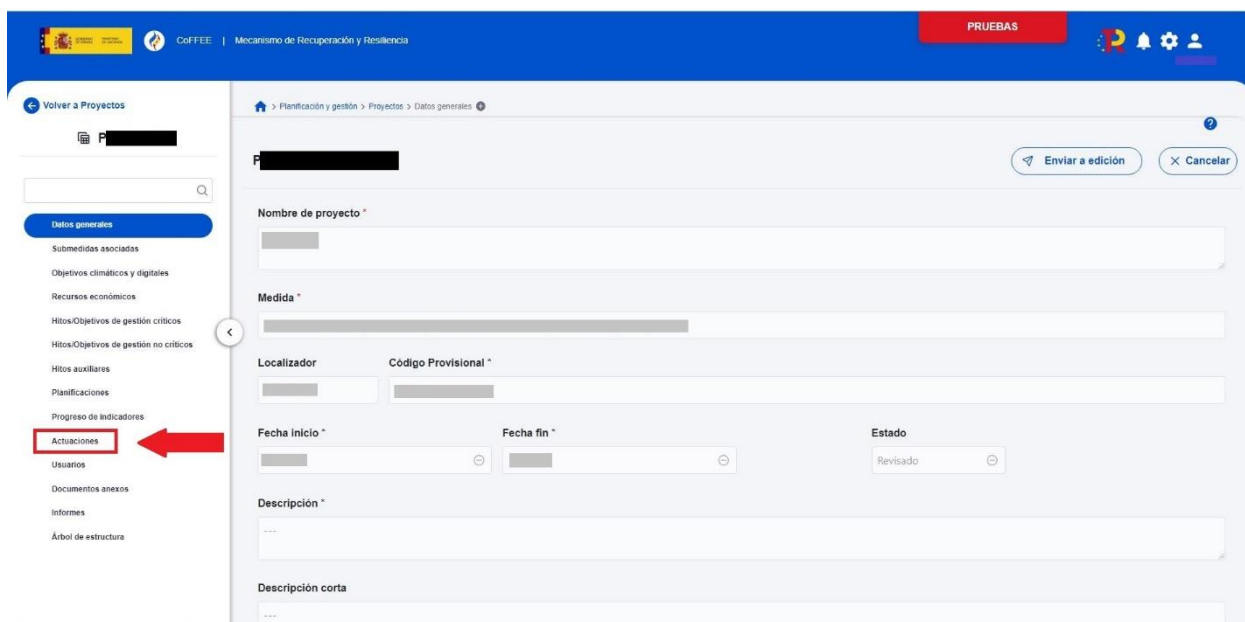 PRUEBAS
CoFFEE | Mecanismo de Recuperación y Resiliencia
Volver a Proyectos
> Planificación y gestión > Proyectos > Datos generales
P
P
Enviar a edición
Cancelar
Datos generales
Submedidas asociadas
Objetivos climáticos y digitales
Recursos económicos
Hitos/Objetivos de gestión críticos
Hitos/Objetivos de gestión no críticos
Hitos auxiliares
Planificaciones
Progreso de indicadores
Actuaciones
Usuarios
Documentos anexos
Informes
Árbol de estructura
Nombre de proyecto *
Medida *
Localizador
Código Provisional *
Fecha inicio *
Fecha fin *
Estado
Revisado
Descripción *
---
Descripción corta
---